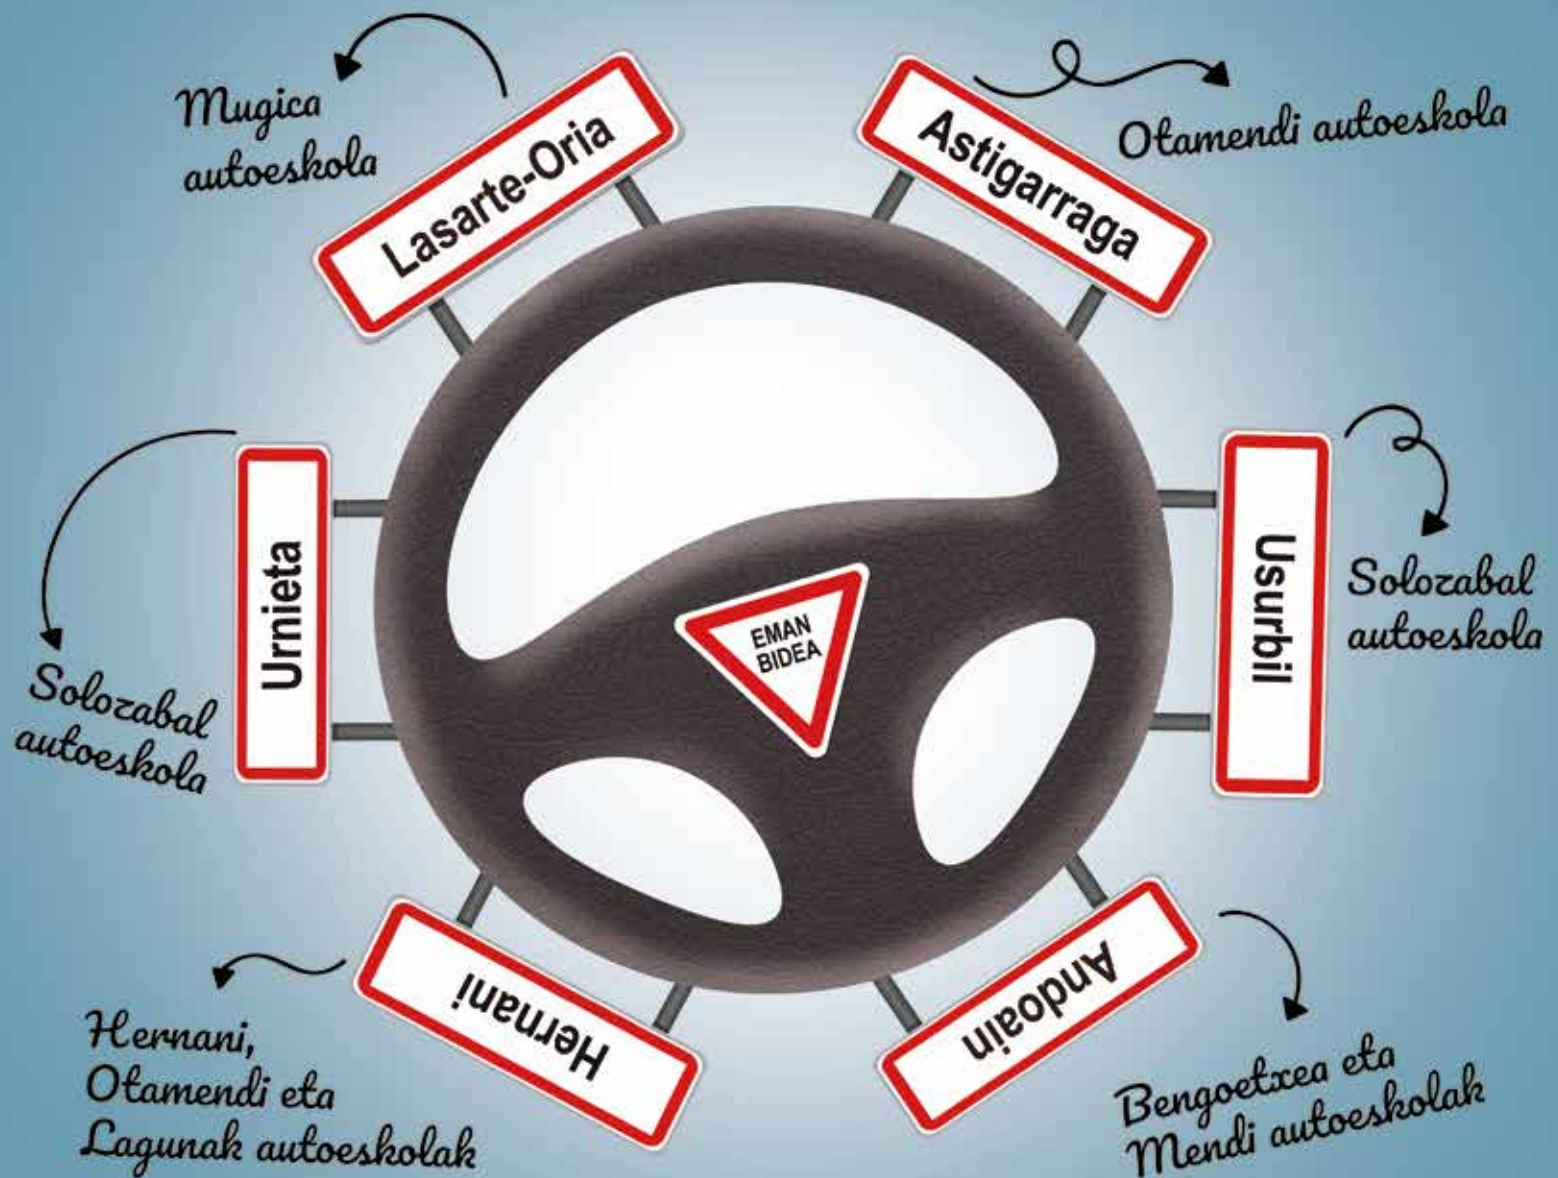 Mugica
autoeskola
Lasarte-Oria
Astigarraga
Otamendi autoeskola
Urnieta
Solozabal
autoeskola
EMAN
BIDEA
Usurbil
Solozabal
autoeskola
Hernani
Hernani,
Otamendi eta
Lagunak autoeskolak
Andoain
Bengoetxea eta
Mendi autoeskolak